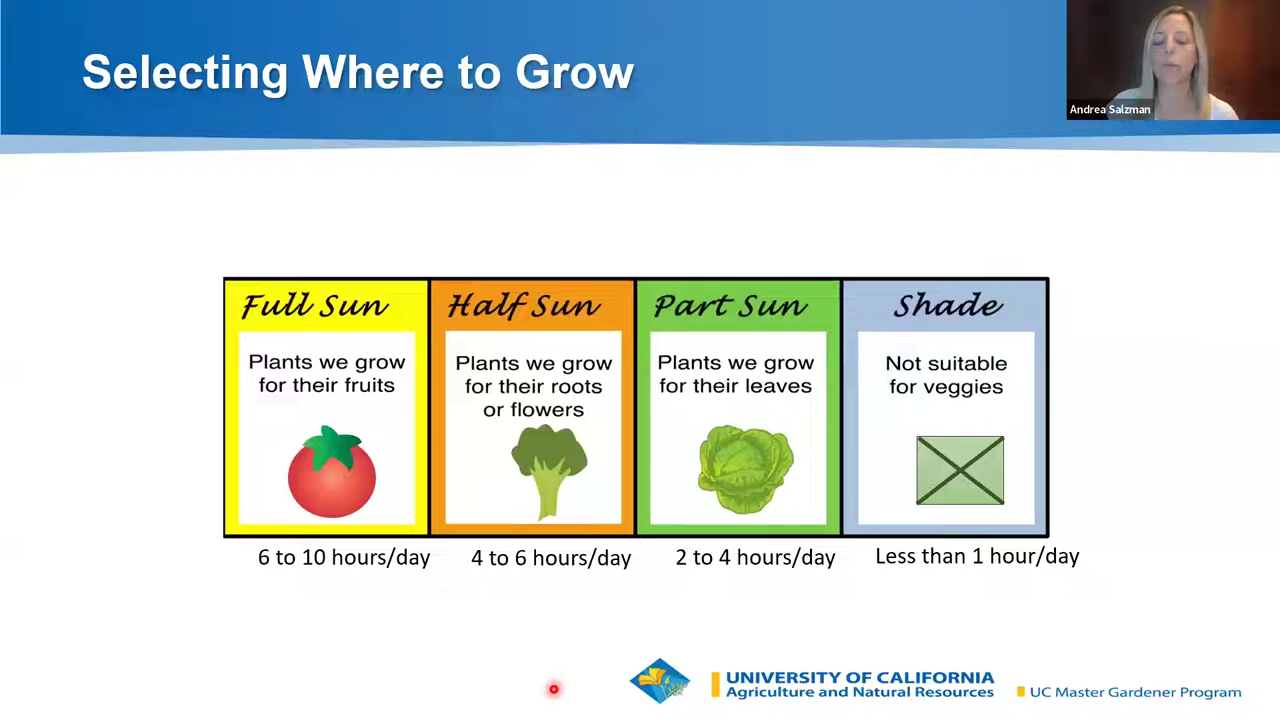 Selecting Where to Grow
Andrea Salzman
Full Sun
Half Sun
Part Sun
Shade
Plants we grow
for their fruits
Plants we grow
for their roots
or flowers
Plants we grow
for their leaves
Not suitable
for veggies
6 to 10 hours/day
4 to 6 hours/day
2 to 4 hours/day
Less than 1 hour/day
UNIVERSITY OF CALIFORNIA
Agriculture and Natural Resources
UC Master Gardener Program